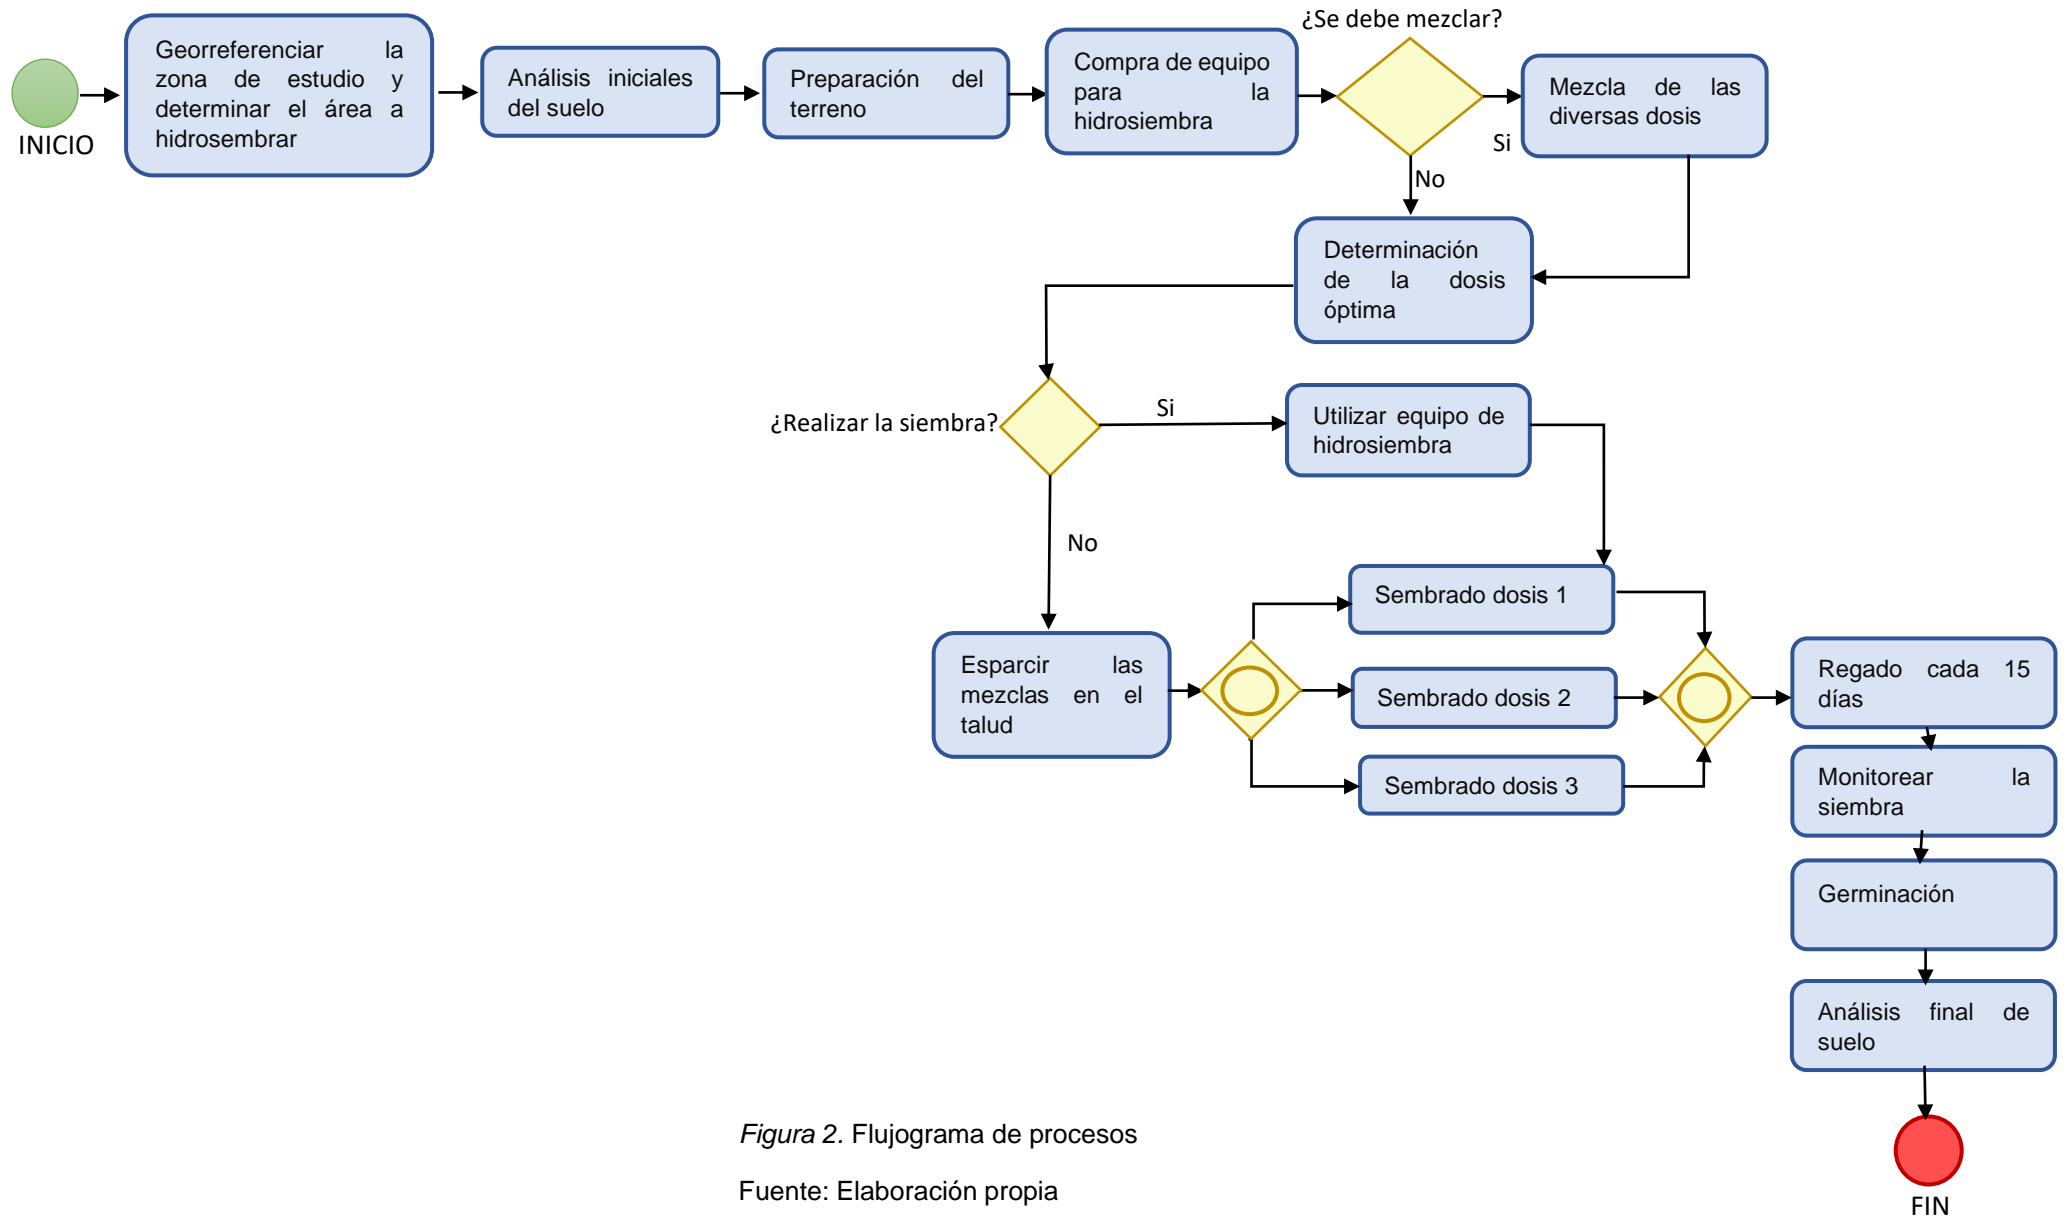 INICIO
Georreferenciar la
zona de estudio y
determinar el área a
hidrosembrar
Análisis iniciales
del suelo
Preparación del
terreno
Compra de equipo
para la
hidrosiembra
¿Se debe mezclar?
Si
Mezcla de las
diversas dosis
No
Determinación
de la dosis
óptima
¿Realizar la siembra?
Si
Utilizar equipo de
hidrosiembra
No
Esparcir las
mezclas en el
talud
Sembrado dosis 1
Sembrado dosis 2
Sembrado dosis 3
Regado cada 15
días
Monitorear la
siembra
Germinación
Análisis final de
suelo
FIN
Figura 2. Flujograma de procesos
Fuente: Elaboración propia